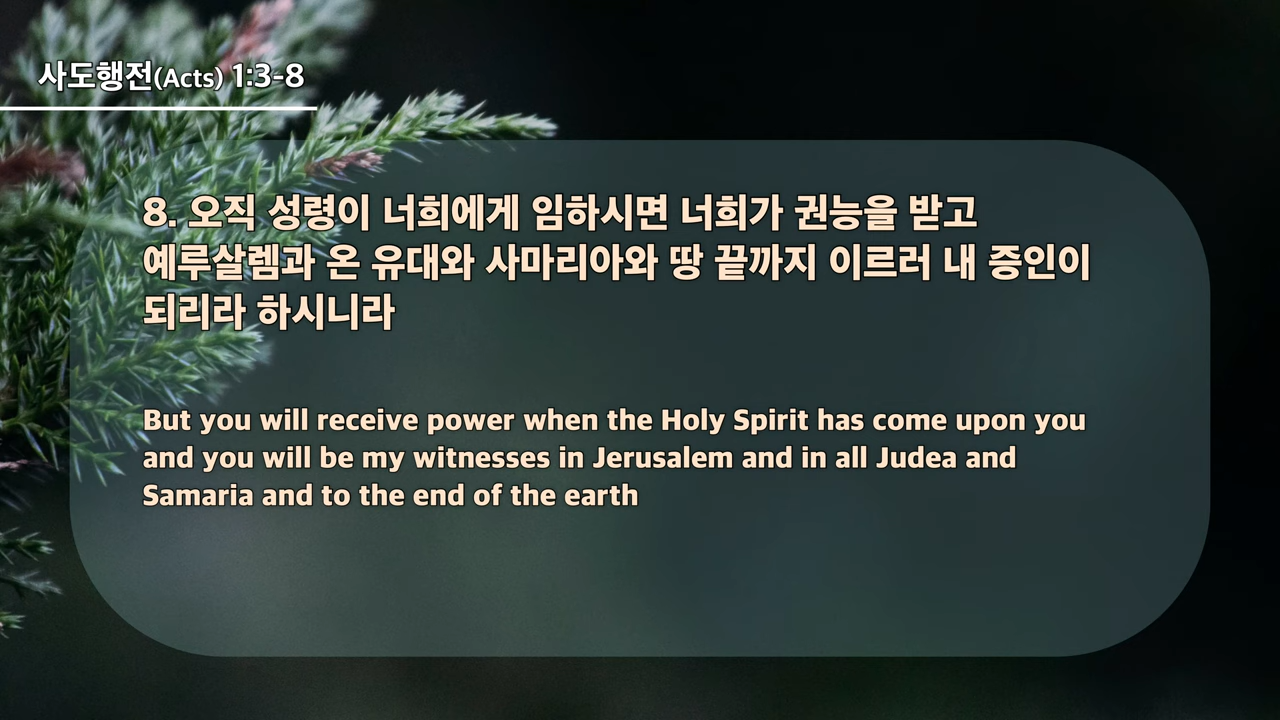 사도행전(Acts) 1:3-8
8. 오직 성령이 너희에게 임하시면 너희가 권능을 받고
예루살렘과 온 유대와 사마리아와 땅 끝까지 이르러 내 증인이
되리라 하시니라
But you will receive power when the Holy Spirit has come upon you
and you will be my witnesses in Jerusalem and in all Judea and
Samaria and to the end of the earth